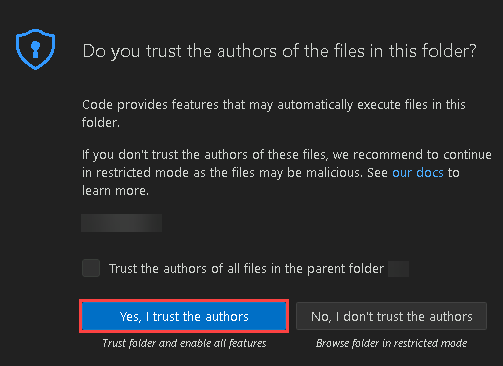 Do you trust the authors of the files in this folder?
Code provides features that may automatically execute files in this
folder.
If you don't trust the authors of these files, we recommend to continue
in restricted mode as the files may be malicious. See our docs to
learn more.
Trust the authors of all files in the parent folder
Yes, I trust the authors
No, I don't trust the authors
Trust folder and enable all features
Browse folder in restricted mode